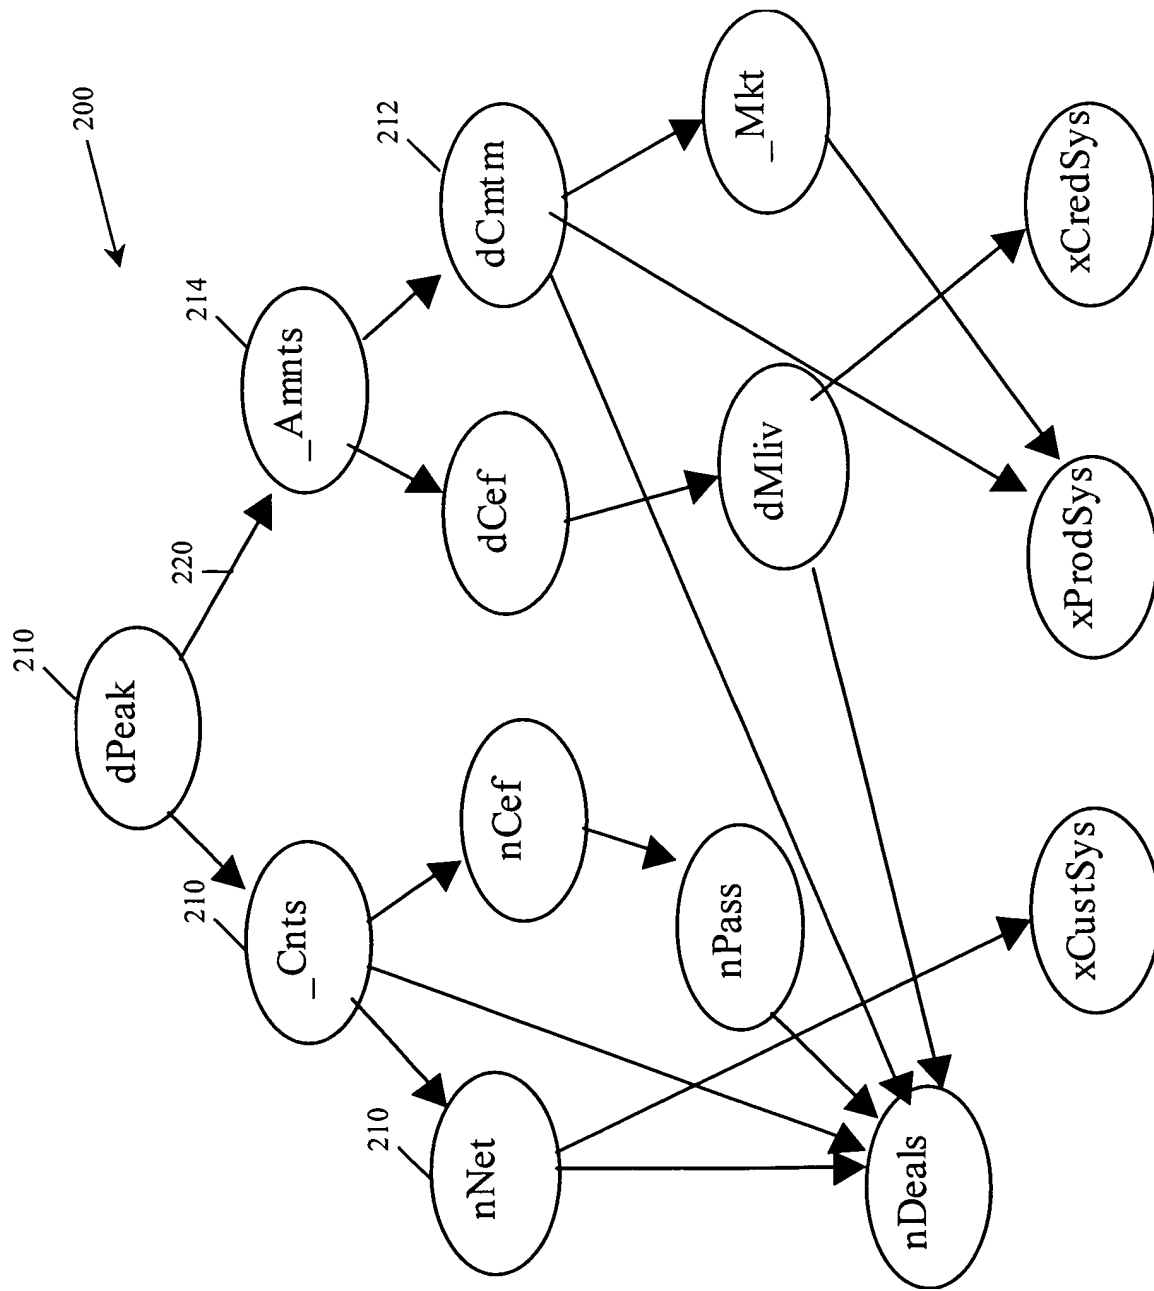 200
210
dPeak
220
214
_Amnts
210
_Cnts
212
dCmtm
dCef
nCef
210
nNet
_Mkt
dMliv
nPass
nDeals
xCustSys
xProdSys
xCredSys